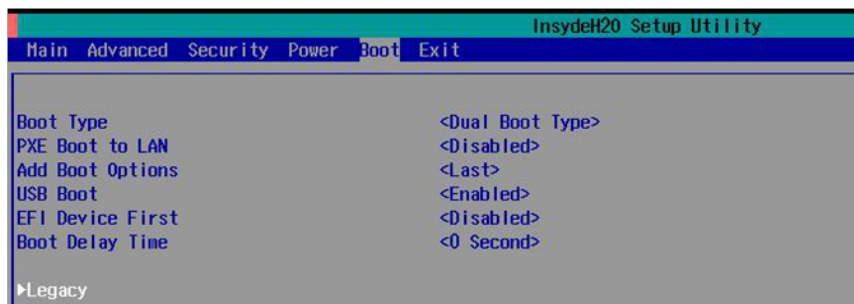 InsydeH20 Setup Utility
Main Advanced Security Power Boot Exit
Boot Type <Dual Boot Type>
PXE Boot to LAN <Disabled>
Add Boot Options <Last>
USB Boot <Enabled>
EFI Device First <Disabled>
Boot Delay Time <0 Second>
▶Legacy